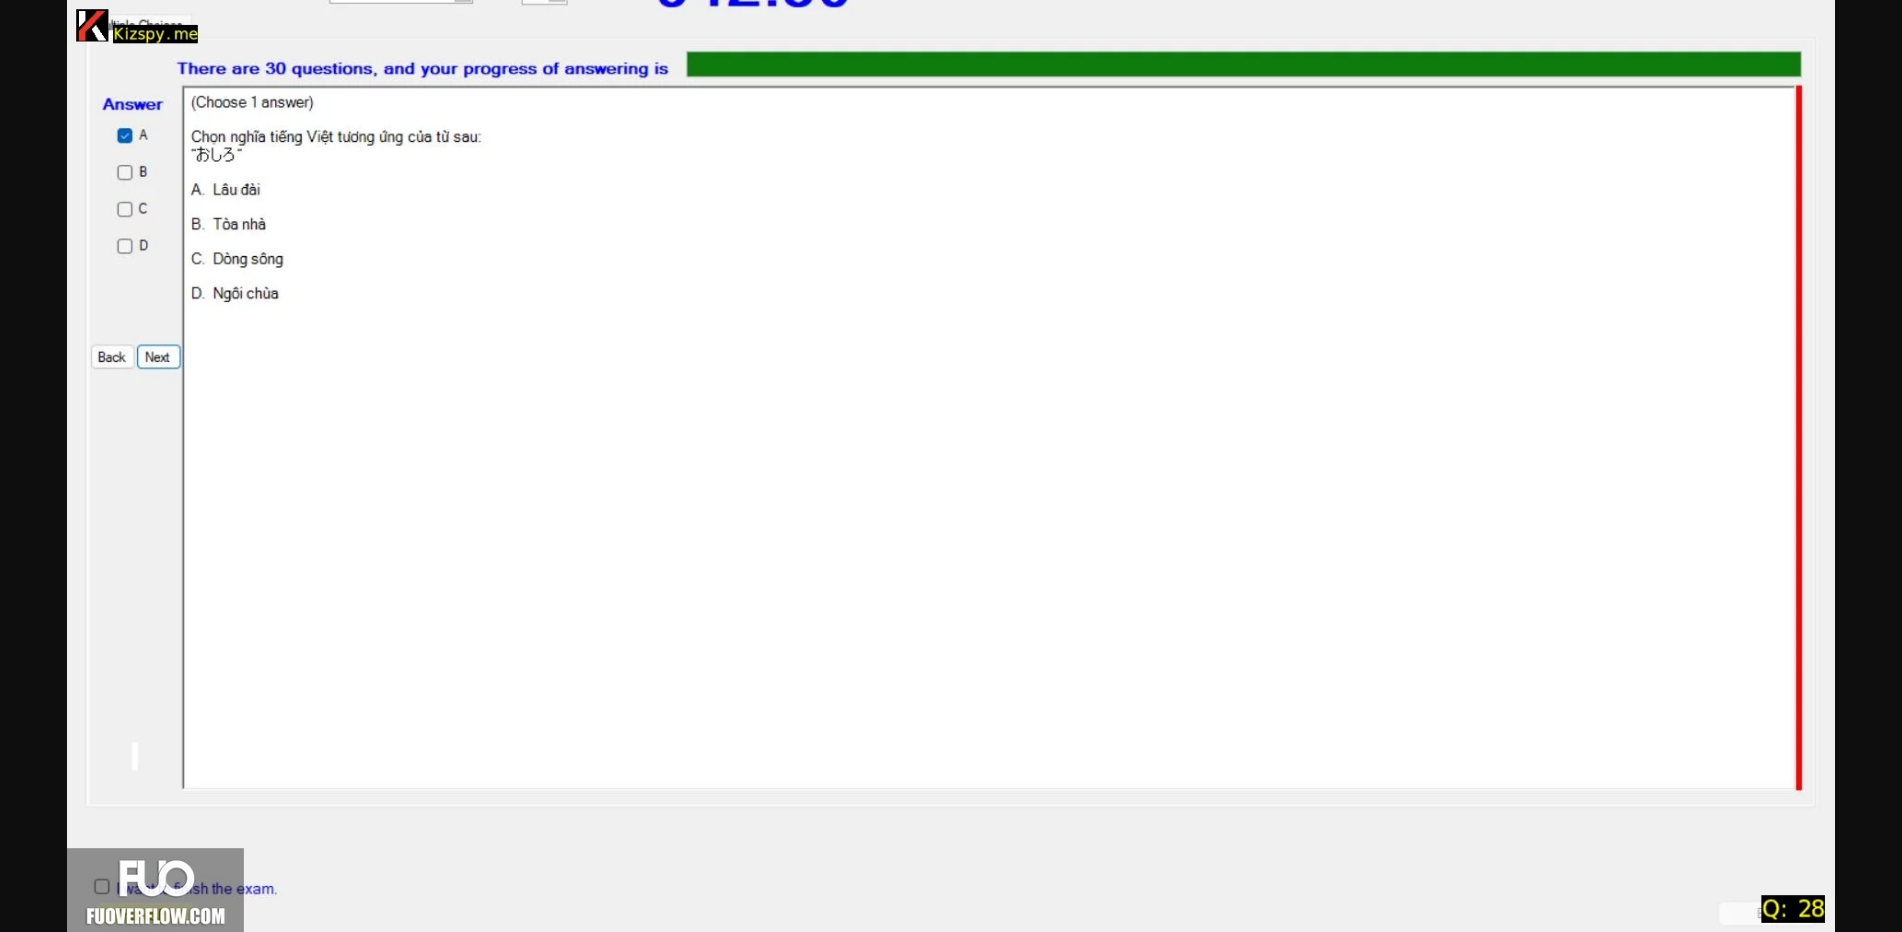 Kizspy.me
There are 30 questions, and your progress of answering is
Answer
(Choose 1 answer)
A
Chọn nghĩa tiếng Việt tương ứng của từ sau:
"おしろ"
B
A. Lâu đài
C
B. Tòa nhà
D
C. Dòng sông
D. Ngôi chùa
Back Next
FUO
the exam.
FUOVERFLOW.COM
Q: 28